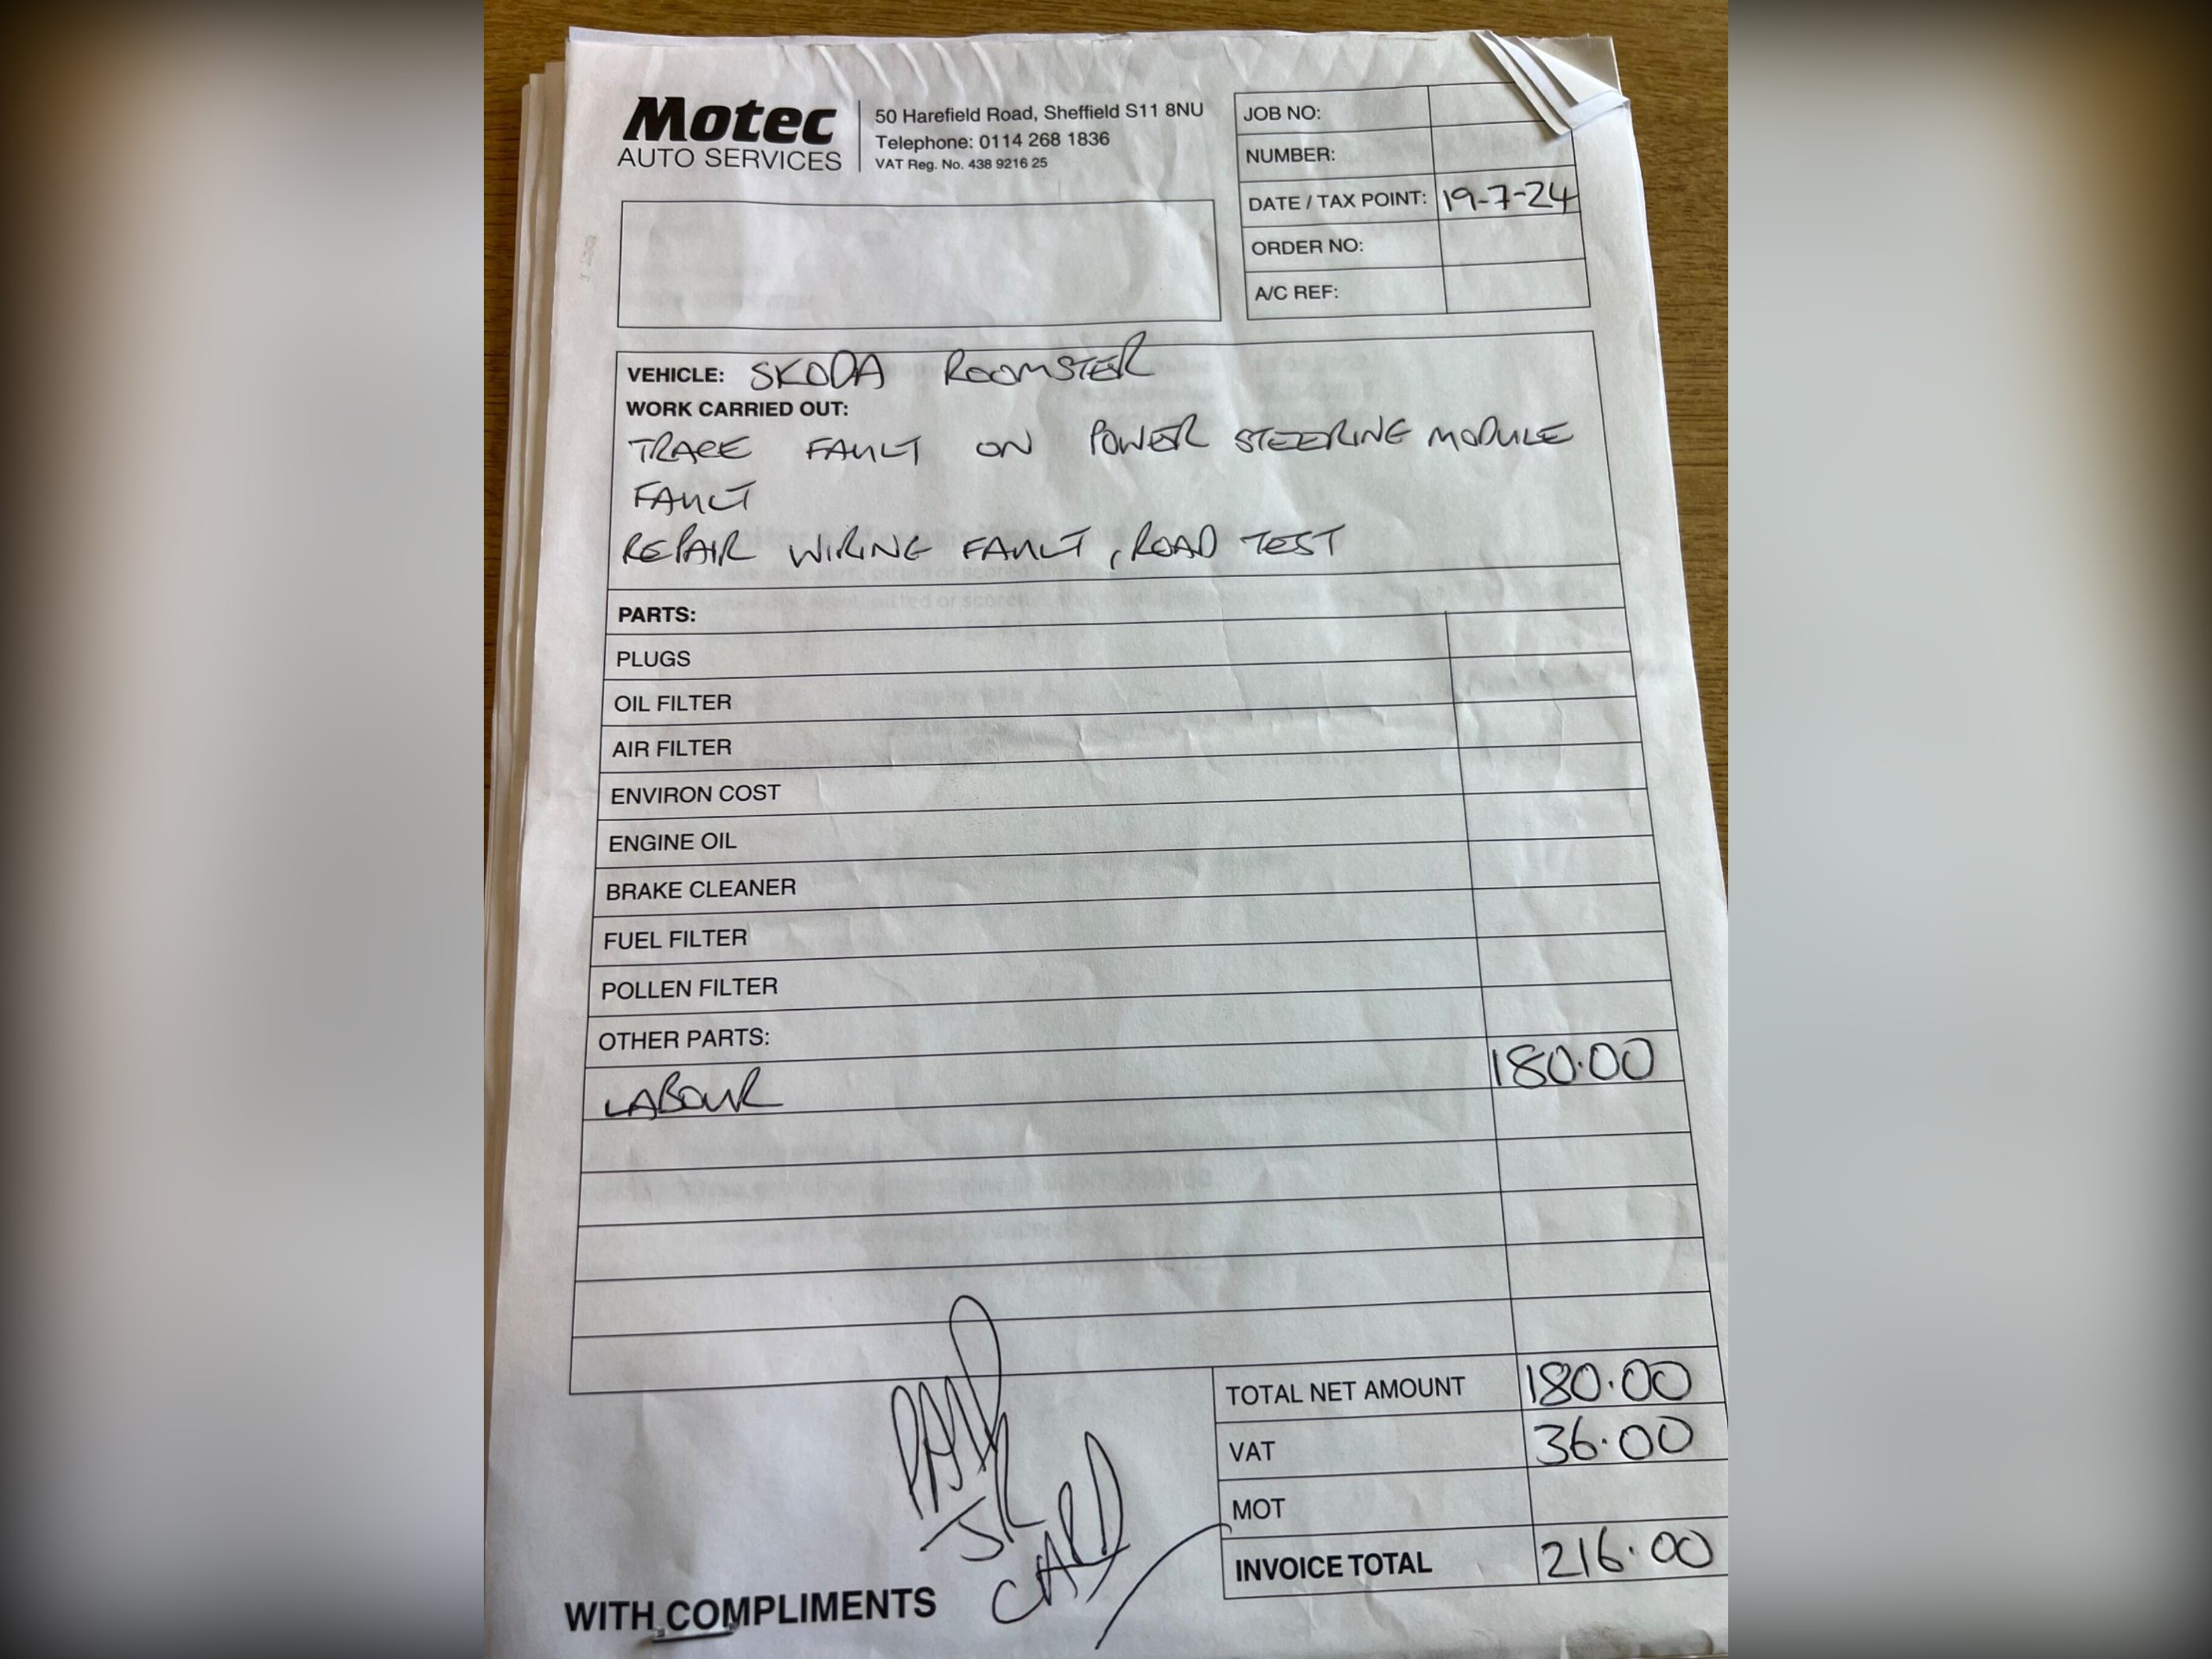 Motec
AUTO SERVICES
50 Harefield Road, Sheffield S11 8NU
Telephone: 0114 268 1836
VAT Reg. No. 438 9216 25
JOB NO:
NUMBER:
DATE / TAX POINT: 19-7-24
ORDER NO:
A/C REF:
VEHICLE: SKODA ROOMSTER
WORK CARRIED OUT:
TRACE FAULT ON POWER STEERING MODULE
FAULT
REPAIR WIRING FAULT, ROAD TEST
PARTS:
PLUGS
OIL FILTER
AIR FILTER
ENVIRON COST
ENGINE OIL
BRAKE CLEANER
FUEL FILTER
POLLEN FILTER
OTHER PARTS:
LABOUR 180.00
TOTAL NET AMOUNT 180.00
VAT 36.00
MOT
INVOICE TOTAL 216.00
PAID
CARD
WITH COMPLIMENTS